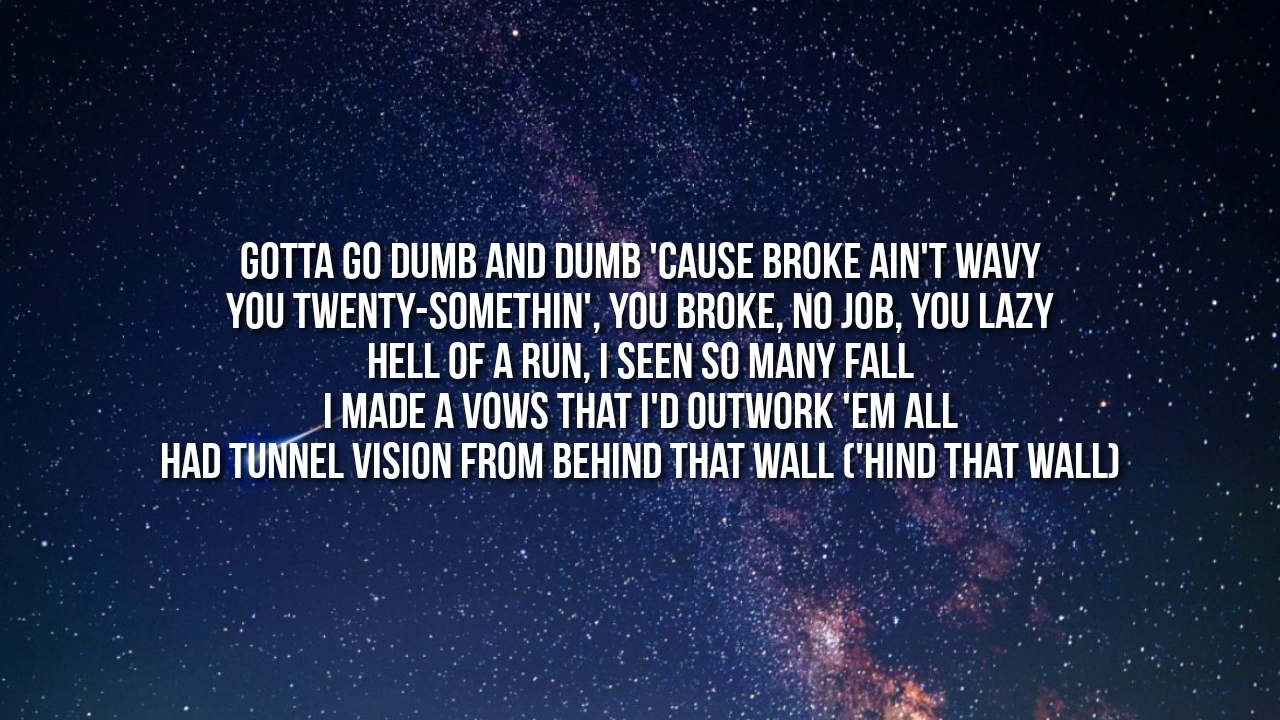 GOTTA GO DUMB AND DUMB 'CAUSE BROKE AIN'T WAVY
YOU TWENTY-SOMETHIN', YOU BROKE, NO JOB, YOU LAZY
HELL OF A RUN, I SEEN SO MANY FALL
I MADE A VOWS THAT I'D OUTWORK 'EM ALL
HAD TUNNEL VISION FROM BEHIND THAT WALL ('HIND THAT WALL)